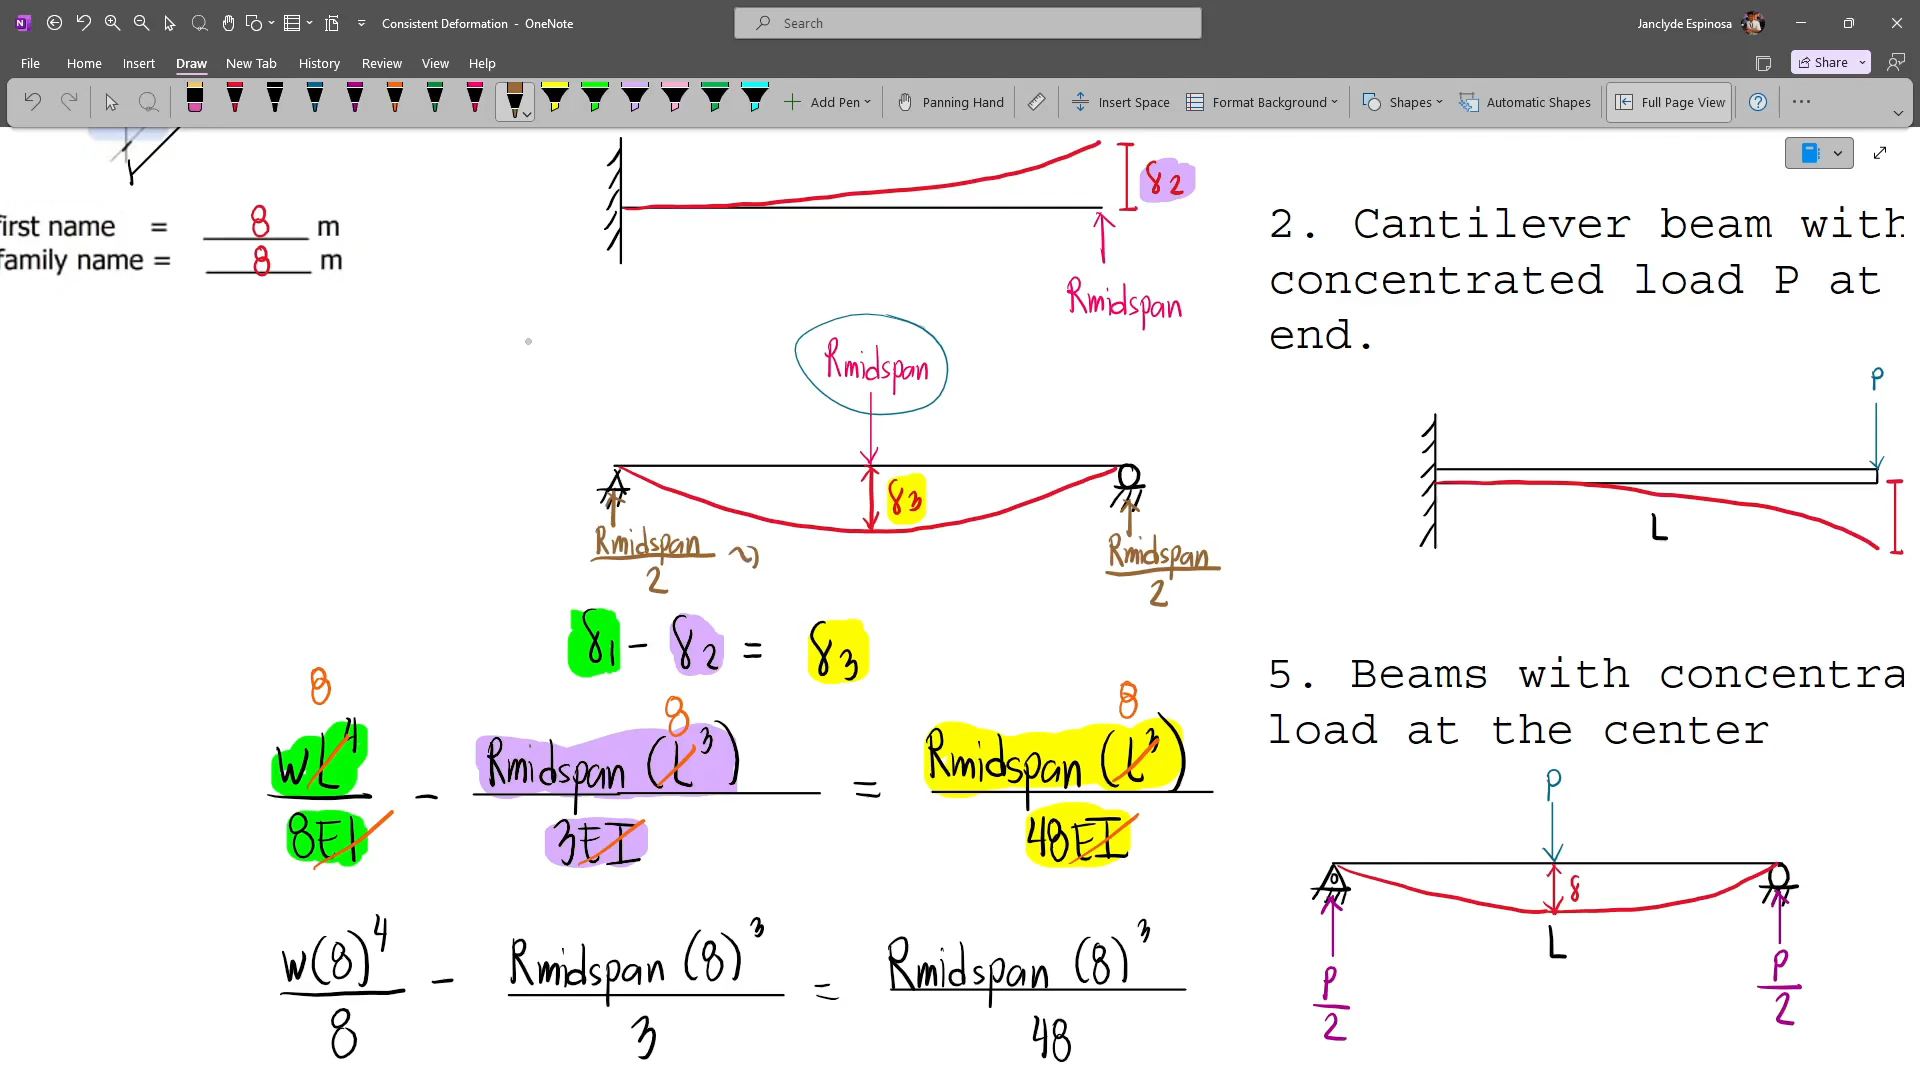 Consistent Deformation - OneNote
Search
Janclyde Espinosa
File Home Insert Draw New Tab History Review View Help
Share
Add Pen
Panning Hand
Insert Space
Format Background
Shapes
Automatic Shapes
Full Page View
first name = 8 m
family name = 8 m
δ2
Rmidspan
Rmidspan
δ3
Rmidspan
2
Rmidspan
2
δ1 - δ2 = δ3
8 8 8
wL⁴ - Rmidspan (L³) = Rmidspan (L³)
8EI 3EI 48EI
w(8)⁴ - Rmidspan (8)³ = Rmidspan (8)³
8 3 48
2. Cantilever beam with
concentrated load P at
end.
P
L
5. Beams with concentra
load at the center
P
δ
L
P
2
P
2